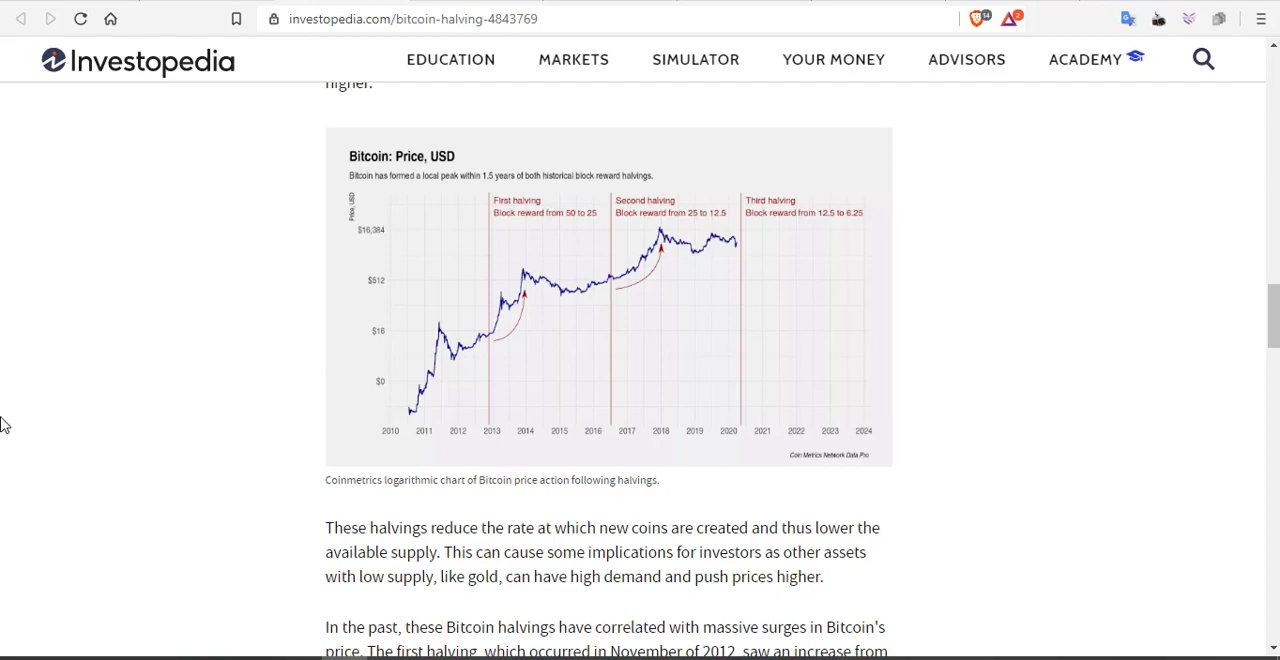 investopedia.com/bitcoin-halving-4843769
14
2
Investopedia
EDUCATION MARKETS SIMULATOR YOUR MONEY ADVISORS ACADEMY
higher.
Bitcoin: Price, USD
Bitcoin has formed a local peak within 1.5 years of both historical block reward halvings.
Price, USD
First halving
Block reward from 50 to 25
Second halving
Block reward from 25 to 12.5
Third halving
Block reward from 12.5 to 6.25
$16,384
$512
$16
$0
2010 2011 2012 2013 2014 2015 2016 2017 2018 2019 2020 2021 2022 2023 2024
Coin Metrics Network Data Pro
Coinmetrics logarithmic chart of Bitcoin price action following halvings.
These halvings reduce the rate at which new coins are created and thus lower the
available supply. This can cause some implications for investors as other assets
with low supply, like gold, can have high demand and push prices higher.
In the past, these Bitcoin halvings have correlated with massive surges in Bitcoin's
price. The first halving, which occurred in November of 2012, saw an increase from